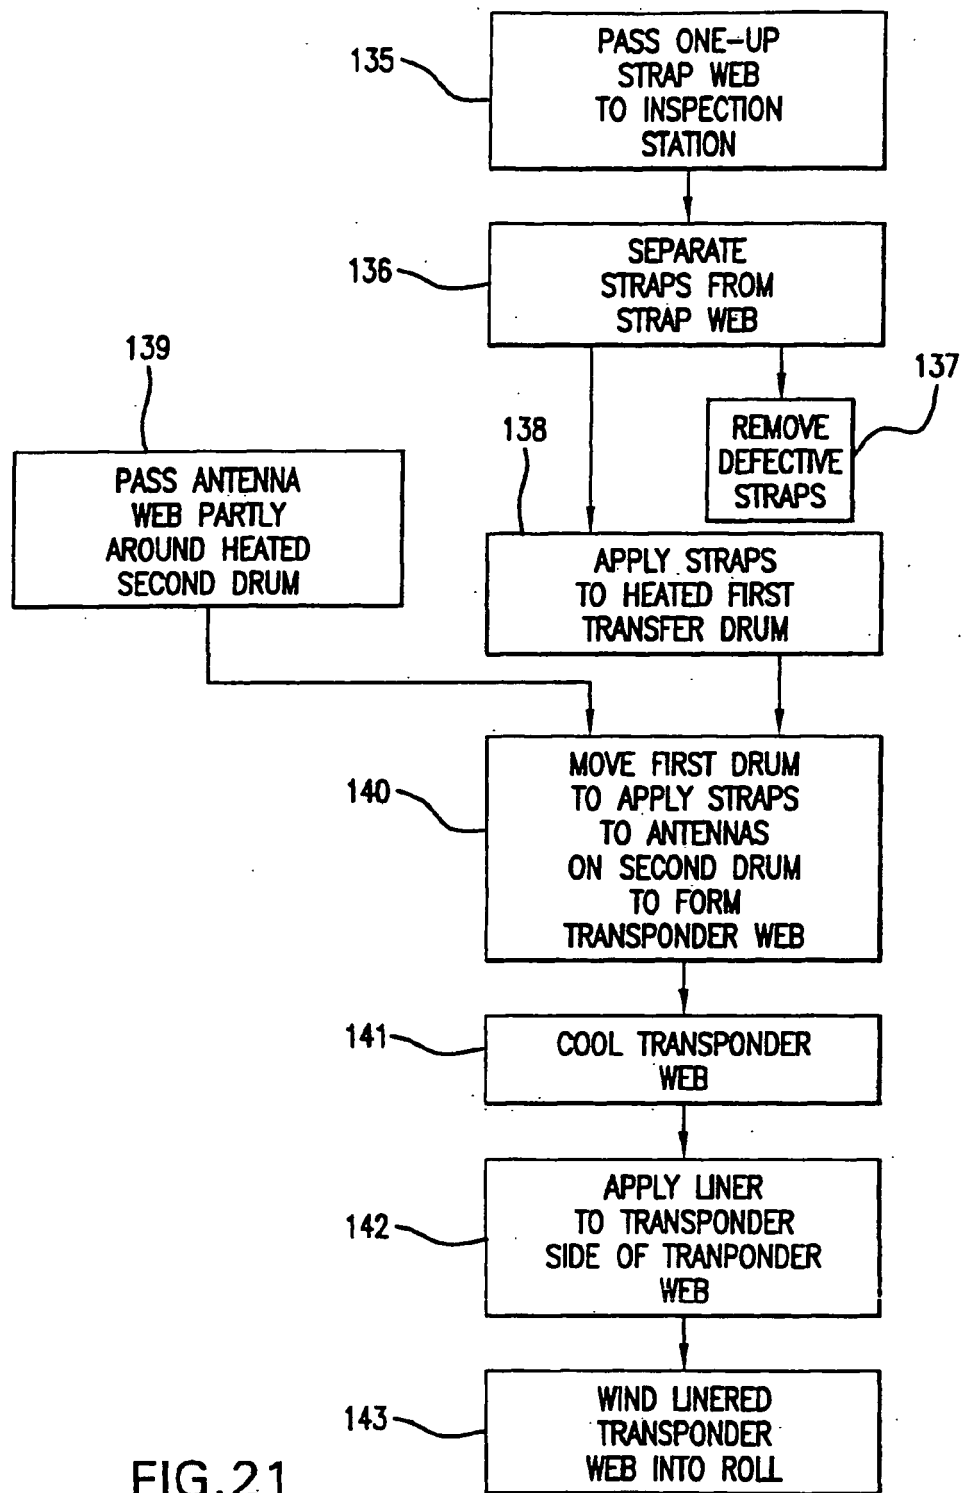 135
PASS ONE-UP
STRAP WEB
TO INSPECTION
STATION
136
SEPARATE
STRAPS FROM
STRAP WEB
137
REMOVE
DEFECTIVE
STRAPS
138
APPLY STRAPS
TO HEATED FIRST
TRANSFER DRUM
139
PASS ANTENNA
WEB PARTLY
AROUND HEATED
SECOND DRUM
140
MOVE FIRST DRUM
TO APPLY STRAPS
TO ANTENNAS
ON SECOND DRUM
TO FORM
TRANSPONDER WEB
141
COOL TRANSPONDER
WEB
142
APPLY LINER
TO TRANSPONDER
SIDE OF TRANPONDER
WEB
143
WIND LINERED
TRANSPONDER
WEB INTO ROLL
FIG.21